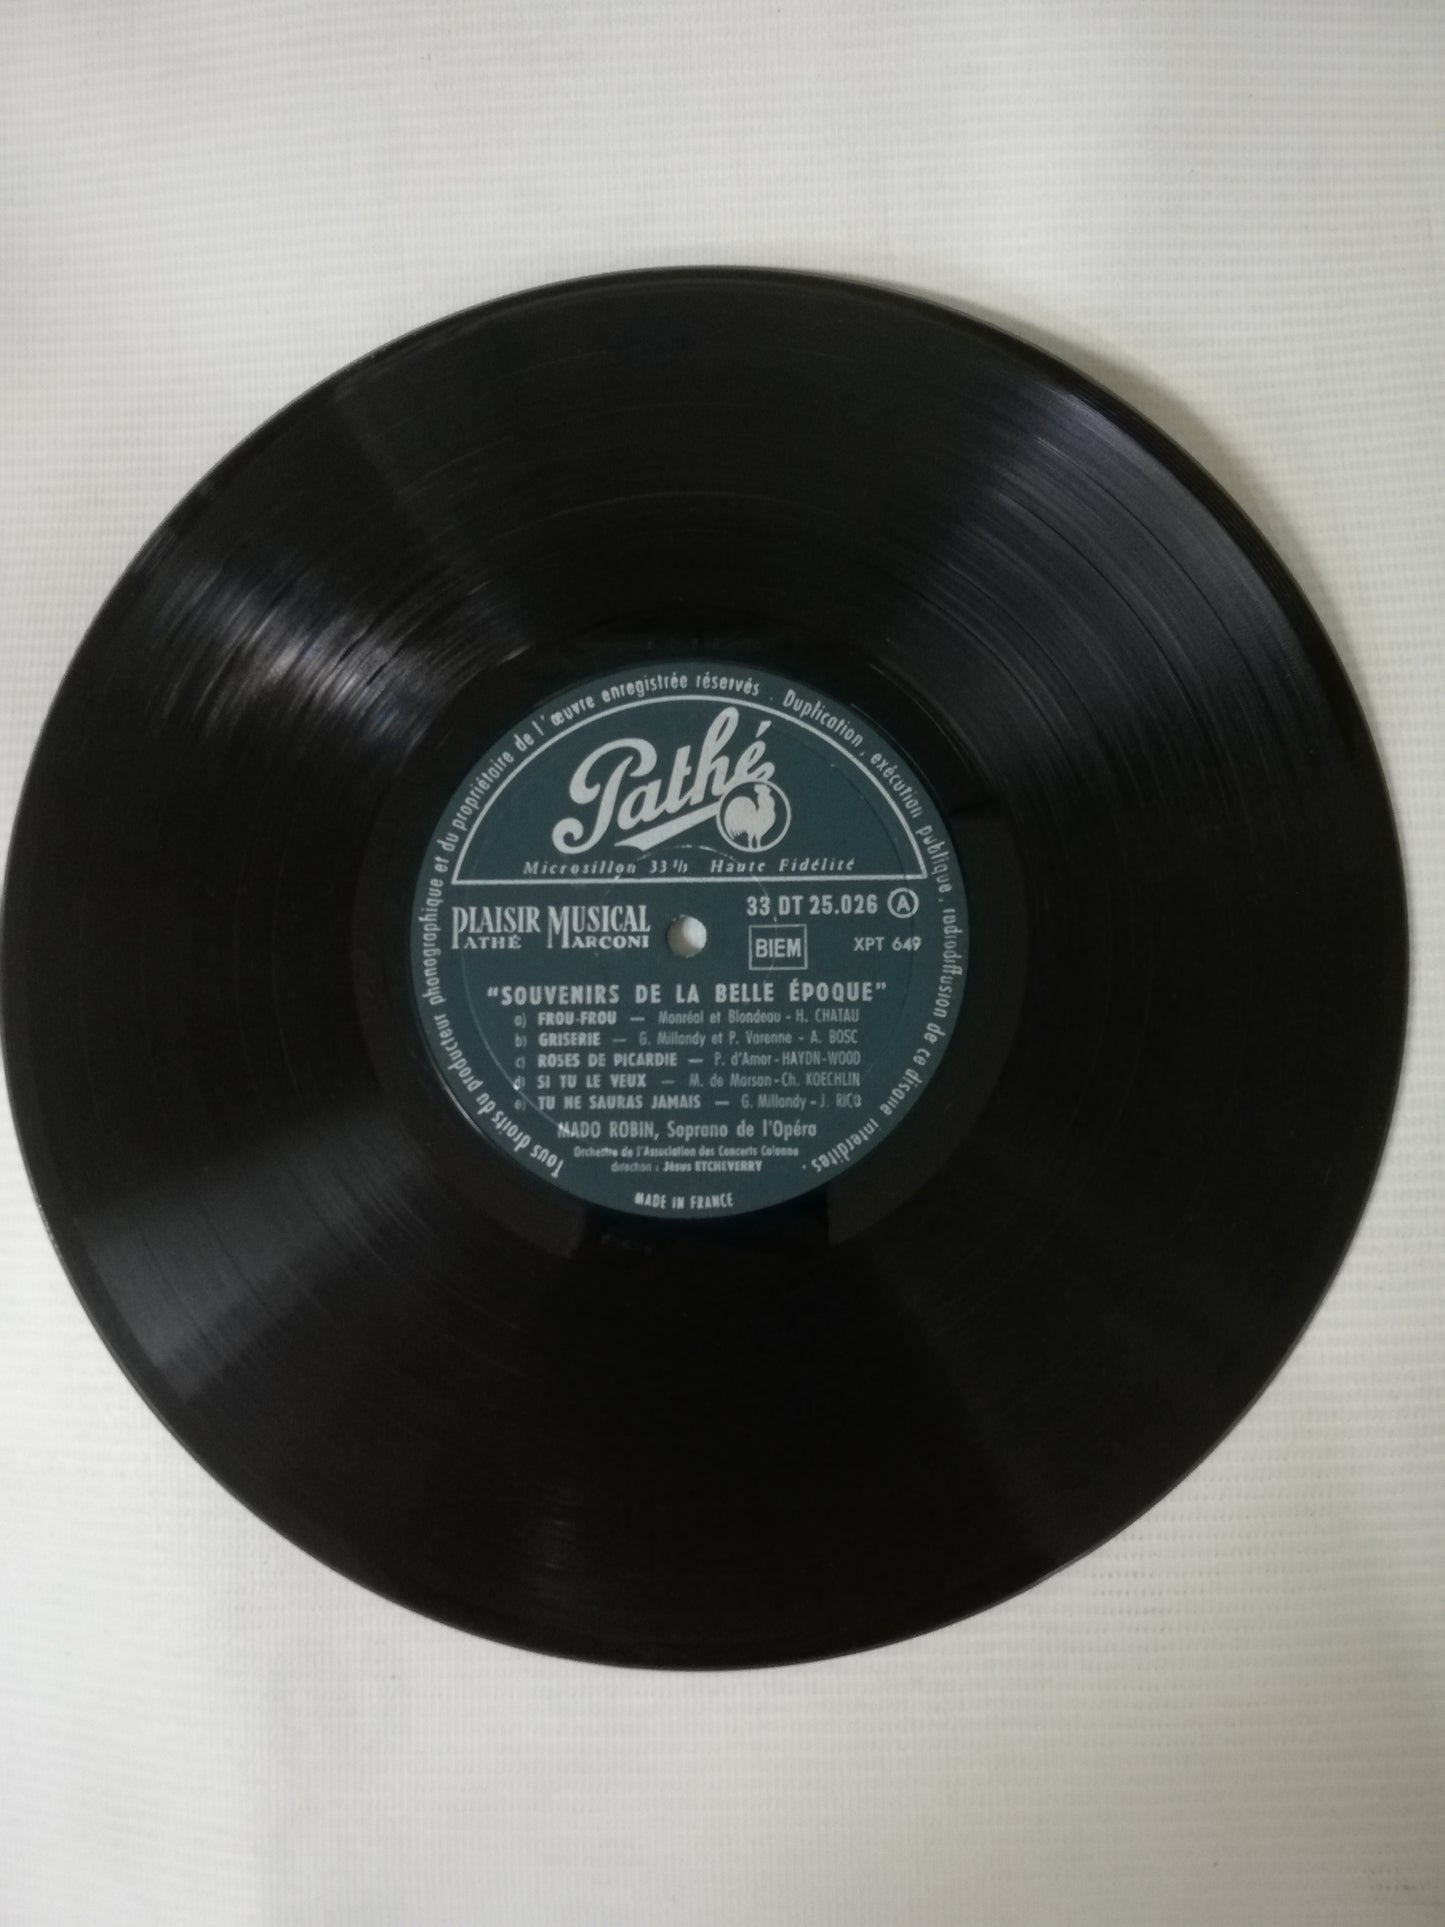 Tous droits du producteur phonographique et du propriétaire de l'œuvre enregistrée réservés . Duplication, exécution publique, radiodiffusion de ce disque interdites .
Pathé
Microsillon 33 1/3 Haute Fidélité
33 DT 25.026 A
PLAISIR MUSICAL
PATHÉ MARCONI
BIEM
XPT 649
"SOUVENIRS DE LA BELLE ÉPOQUE"
a) FROU-FROU — Monréal et Blondeau - H. CHATAU
b) GRISERIE — G. Millandy et P. Varenne - A. BOSC
c) ROSES DE PICARDIE — P. d'Amor - HAYDN-WOOD
d) SI TU LE VEUX — M. de Marsan - Ch. KOECHLIN
e) TU NE SAURAS JAMAIS — G. Millandy - J. RICO
MADO ROBIN, Soprano de l'Opéra
Orchestre de l'Association des Concerts Colonne
direction : Jésus ETCHEVERRY
MADE IN FRANCE